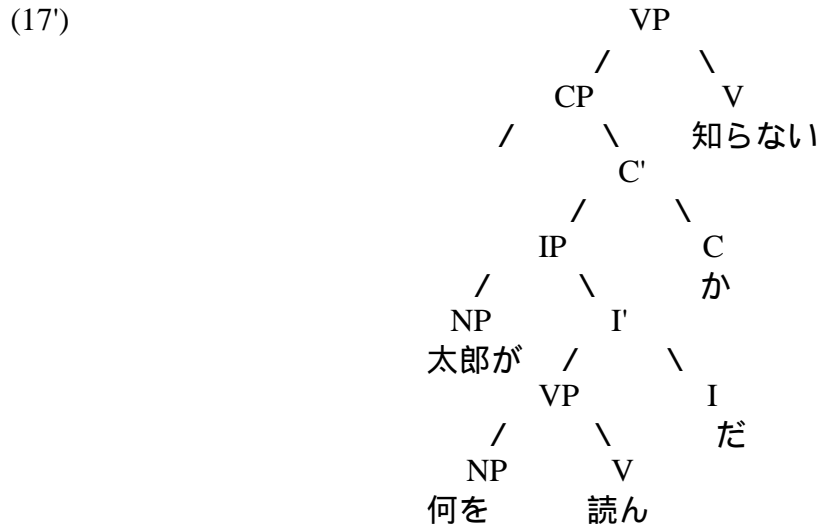 (17') VP
/ \
CP V
/ \ 知らない
C'
/ \
IP C
/ \ か
NP I'
太郎が / \
VP I
/ \ だ
NP V
何を 読ん